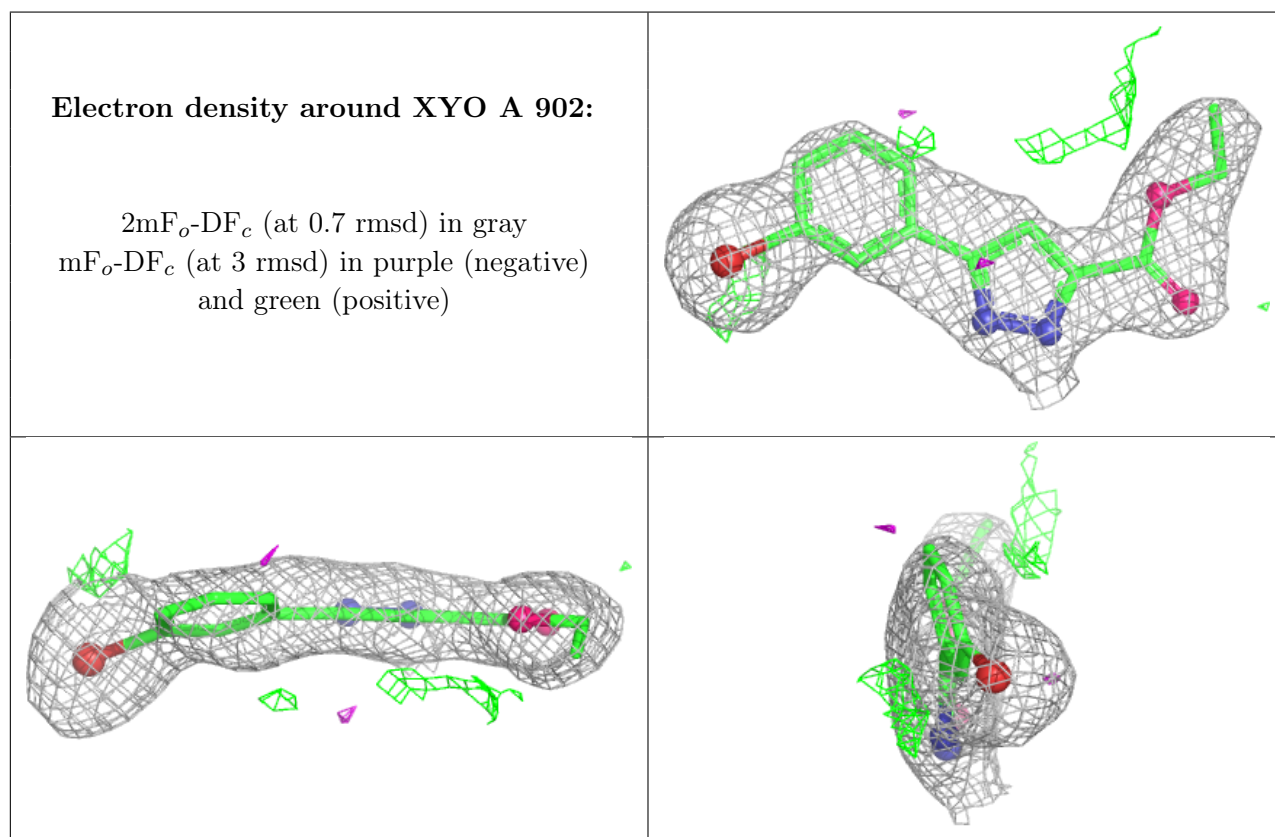 Electron density around XYO A 902:
2mFo-DFc (at 0.7 rmsd) in gray
mFo-DFc (at 3 rmsd) in purple (negative)
and green (positive)